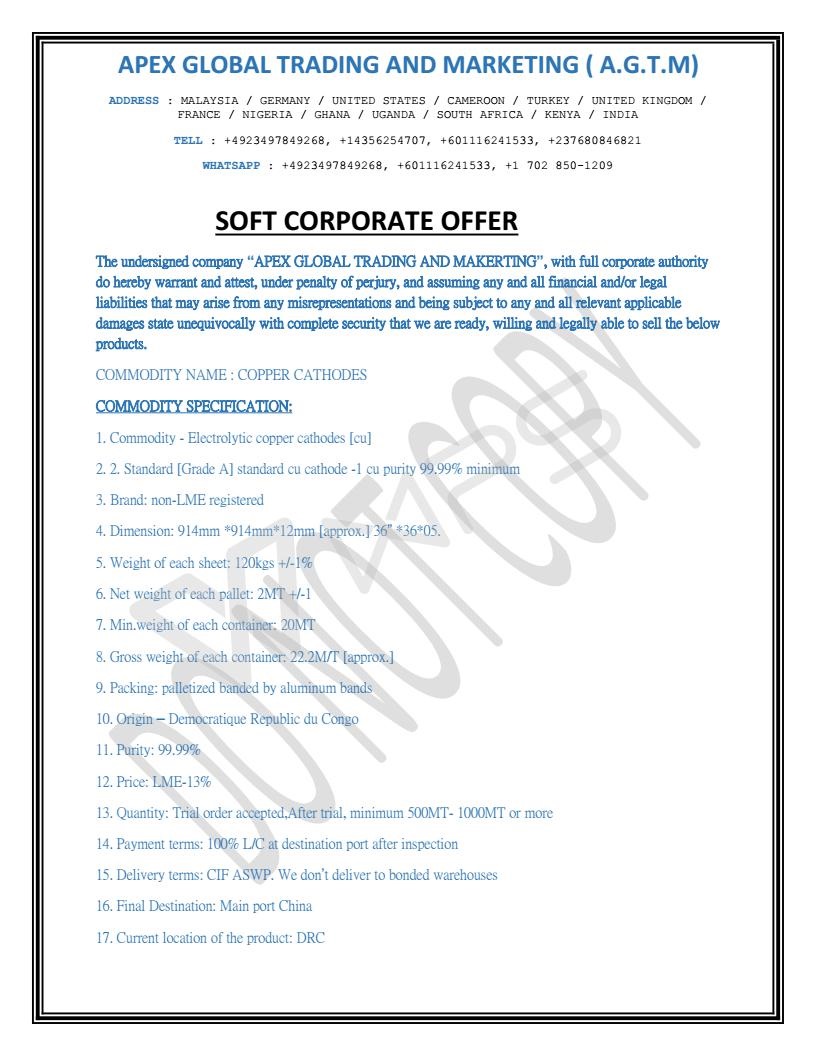 APEX GLOBAL TRADING AND MARKETING ( A.G.T.M)
ADDRESS : MALAYSIA / GERMANY / UNITED STATES / CAMEROON / TURKEY / UNITED KINGDOM /
FRANCE / NIGERIA / GHANA / UGANDA / SOUTH AFRICA / KENYA / INDIA
TELL : +4923497849268, +14356254707, +601116241533, +237680846821
WHATSAPP : +4923497849268, +601116241533, +1 702 850-1209
SOFT CORPORATE OFFER
The undersigned company “APEX GLOBAL TRADING AND MAKERTING”, with full corporate authority
do hereby warrant and attest, under penalty of perjury, and assuming any and all financial and/or legal
liabilities that may arise from any misrepresentations and being subject to any and all relevant applicable
damages state unequivocally with complete security that we are ready, willing and legally able to sell the below
products.
COMMODITY NAME : COPPER CATHODES
COMMODITY SPECIFICATION:
1. Commodity - Electrolytic copper cathodes [cu]
2. 2. Standard [Grade A] standard cu cathode -1 cu purity 99.99% minimum
3. Brand: non-LME registered
4. Dimension: 914mm *914mm*12mm [approx.] 36” *36*05.
5. Weight of each sheet: 120kgs +/-1%
6. Net weight of each pallet: 2MT +/-1
7. Min.weight of each container: 20MT
8. Gross weight of each container: 22.2M/T [approx.]
9. Packing: palletized banded by aluminum bands
10. Origin – Democratique Republic du Congo
11. Purity: 99.99%
12. Price: LME-13%
13. Quantity: Trial order accepted,After trial, minimum 500MT- 1000MT or more
14. Payment terms: 100% L/C at destination port after inspection
15. Delivery terms: CIF ASWP. We don’t deliver to bonded warehouses
16. Final Destination: Main port China
17. Current location of the product: DRC
DO NOT COPY